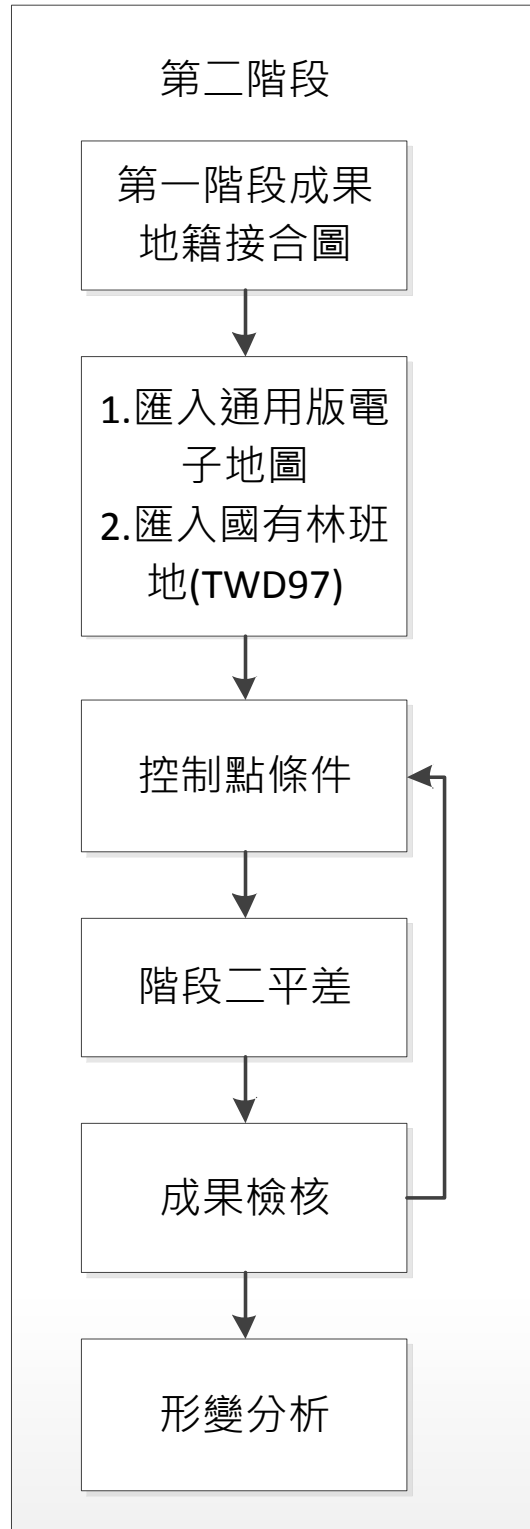 第二階段
第一階段成果
地籍接合圖
1.匯入通用版電
子地圖
2.匯入國有林班
地(TWD97)
控制點條件
階段二平差
成果檢核
形變分析